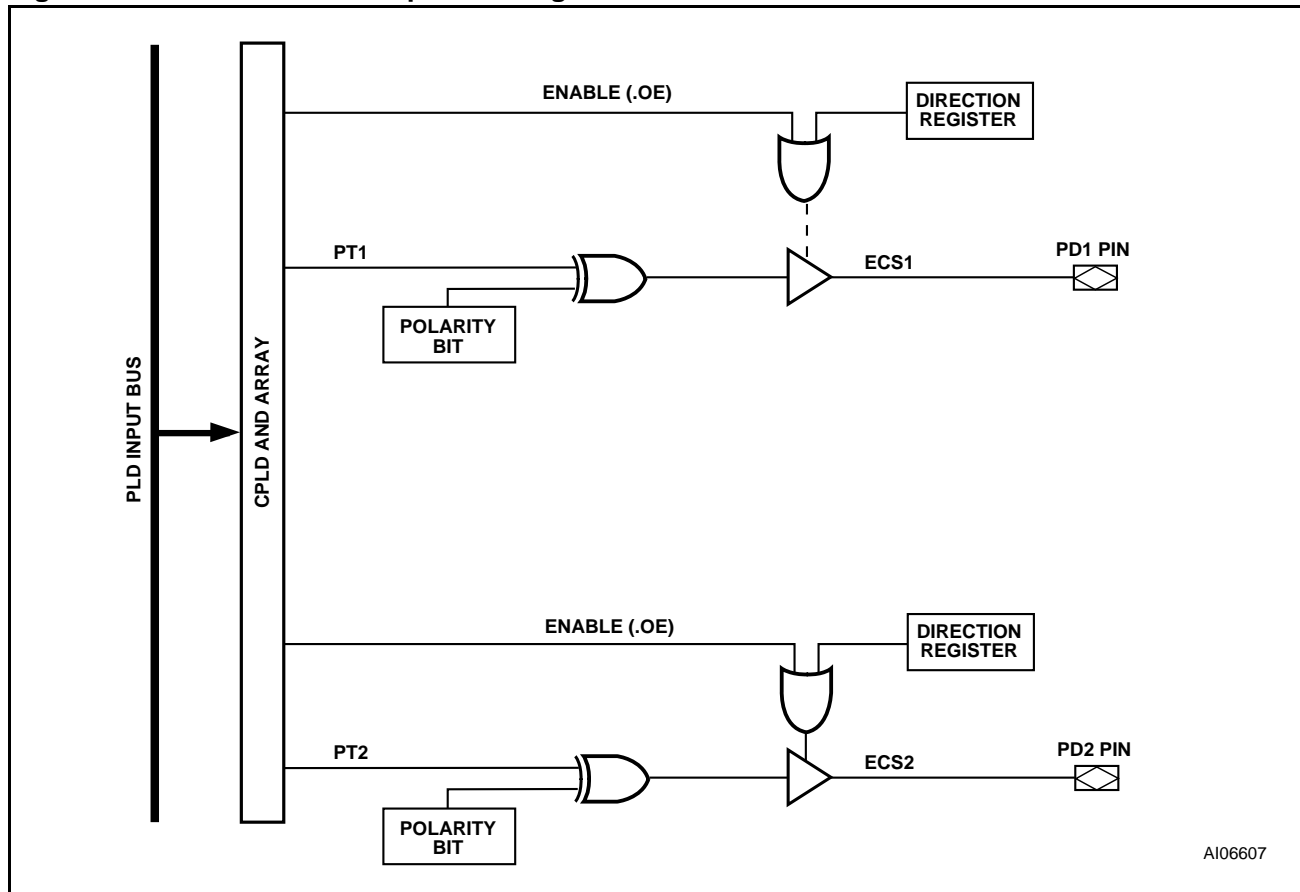 ENABLE (.OE)
DIRECTION
REGISTER
PT1
ECS1
PD1 PIN
POLARITY
BIT
PLD INPUT BUS
CPLD AND ARRAY
ENABLE (.OE)
DIRECTION
REGISTER
PT2
ECS2
PD2 PIN
POLARITY
BIT
AI06607